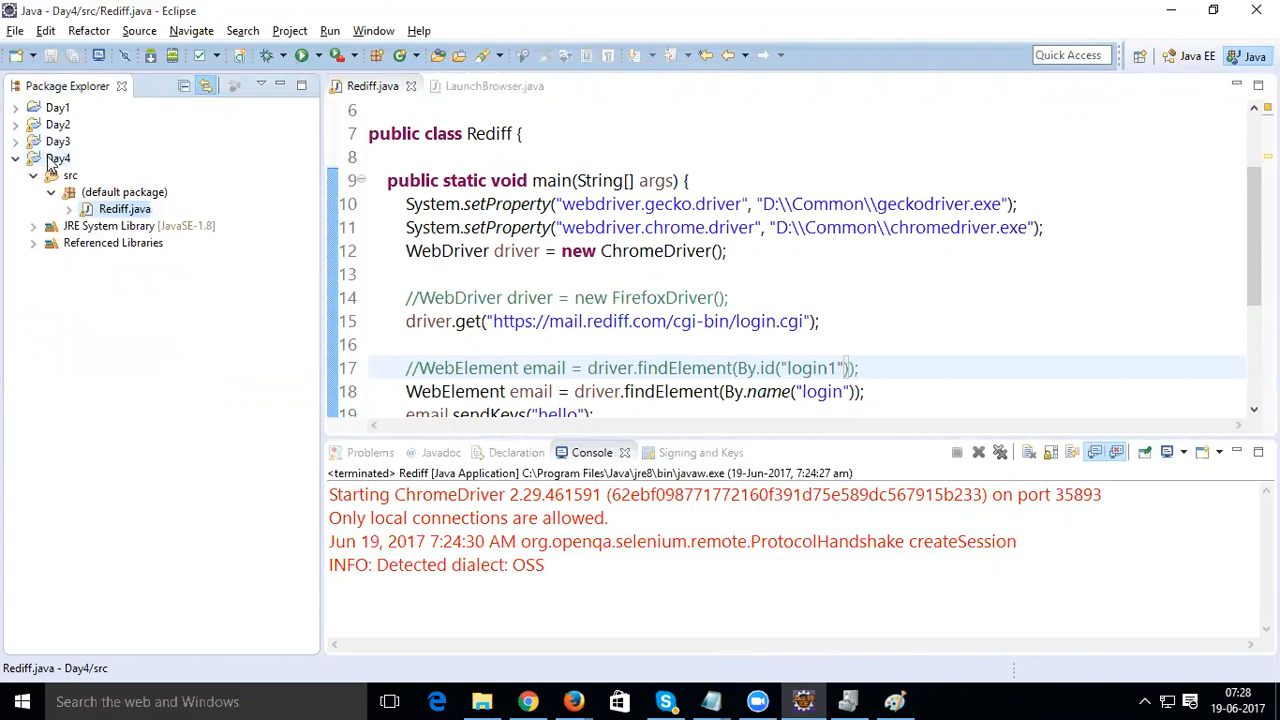 Java - Day4/src/Rediff.java - Eclipse
File Edit Refactor Source Navigate Search Project Run Window Help
Quick Access
Java EE
Java
Package Explorer
Day1
Day2
Day3
Day4
src
(default package)
Rediff.java
JRE System Library [JavaSE-1.8]
Referenced Libraries
Rediff.java
LaunchBrowser.java
6
7 public class Rediff {
8
9 public static void main(String[] args) {
10 System.setProperty("webdriver.gecko.driver", "D:\\Common\\geckodriver.exe");
11 System.setProperty("webdriver.chrome.driver", "D:\\Common\\chromedriver.exe");
12 WebDriver driver = new ChromeDriver();
13
14 //WebDriver driver = new FirefoxDriver();
15 driver.get("https://mail.rediff.com/cgi-bin/login.cgi");
16
17 //WebElement email = driver.findElement(By.id("login1"));
18 WebElement email = driver.findElement(By.name("login"));
19 email.sendKeys("hello");
Problems Javadoc Declaration Console Signing and Keys
<terminated> Rediff [Java Application] C:\Program Files\Java\jre8\bin\javaw.exe (19-Jun-2017, 7:24:27 am)
Starting ChromeDriver 2.29.461591 (62ebf098771772160f391d75e589dc567915b233) on port 35893
Only local connections are allowed.
Jun 19, 2017 7:24:30 AM org.openqa.selenium.remote.ProtocolHandshake createSession
INFO: Detected dialect: OSS
Rediff.java - Day4/src
Search the web and Windows
07:28
19-06-2017